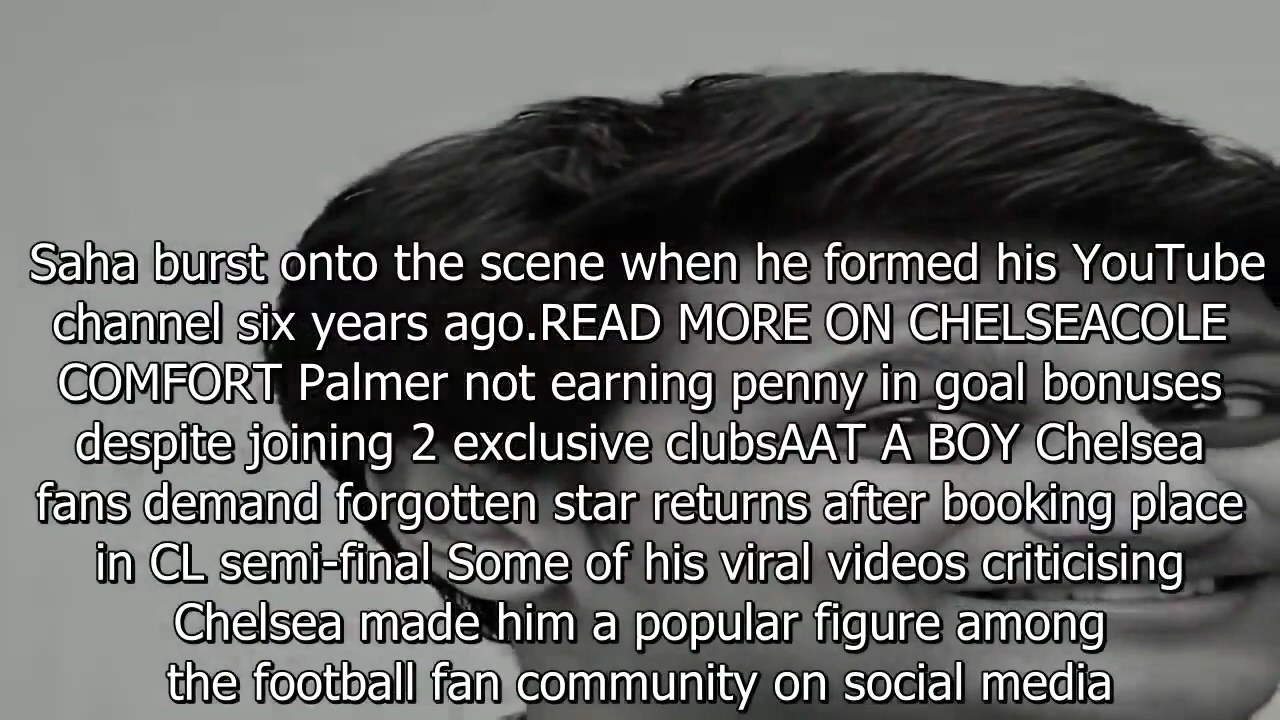 Saha burst onto the scene when he formed his YouTube
channel six years ago.READ MORE ON CHELSEACOLE
COMFORT Palmer not earning penny in goal bonuses
despite joining 2 exclusive clubsAAT A BOY Chelsea
fans demand forgotten star returns after booking place
in CL semi-final Some of his viral videos criticising
Chelsea made him a popular figure among
the football fan community on social media